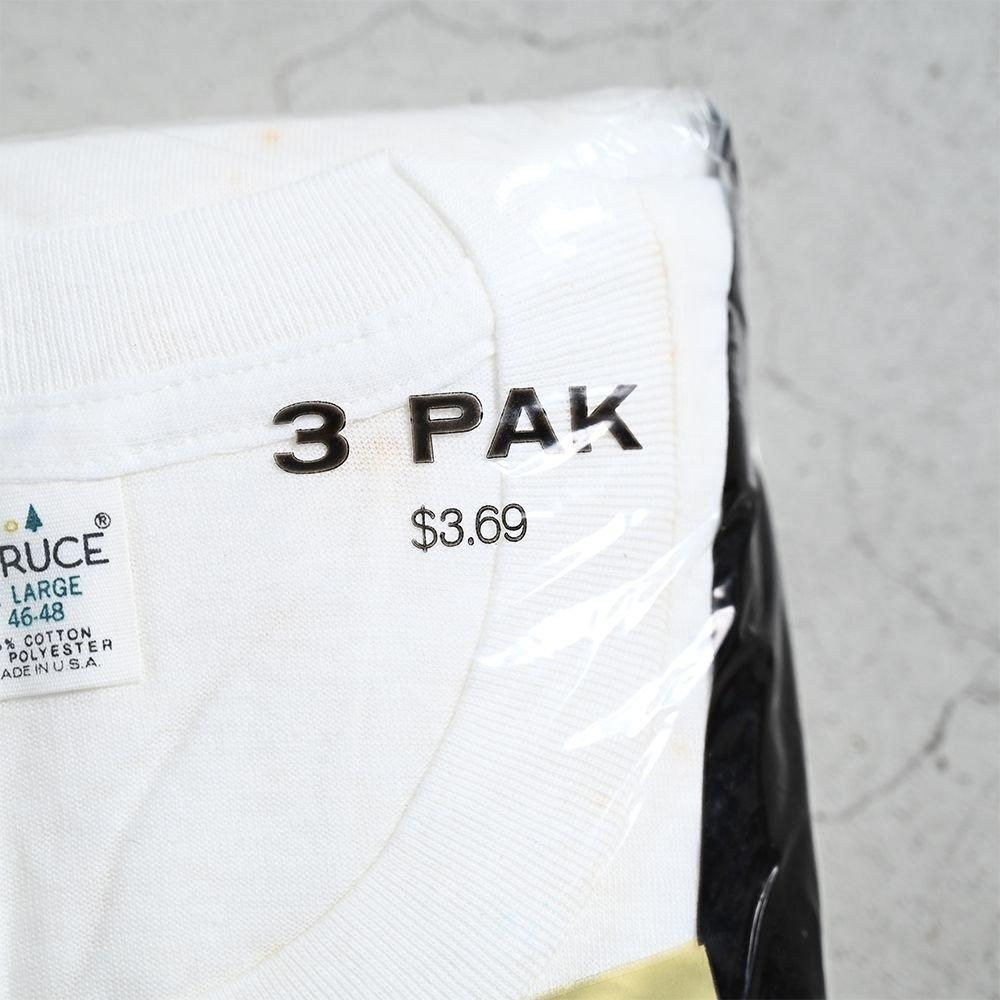 3 PAK
$3.69
®
RUCE
LARGE
46-48
% COTTON
POLYESTER
ADE IN U.S.A.